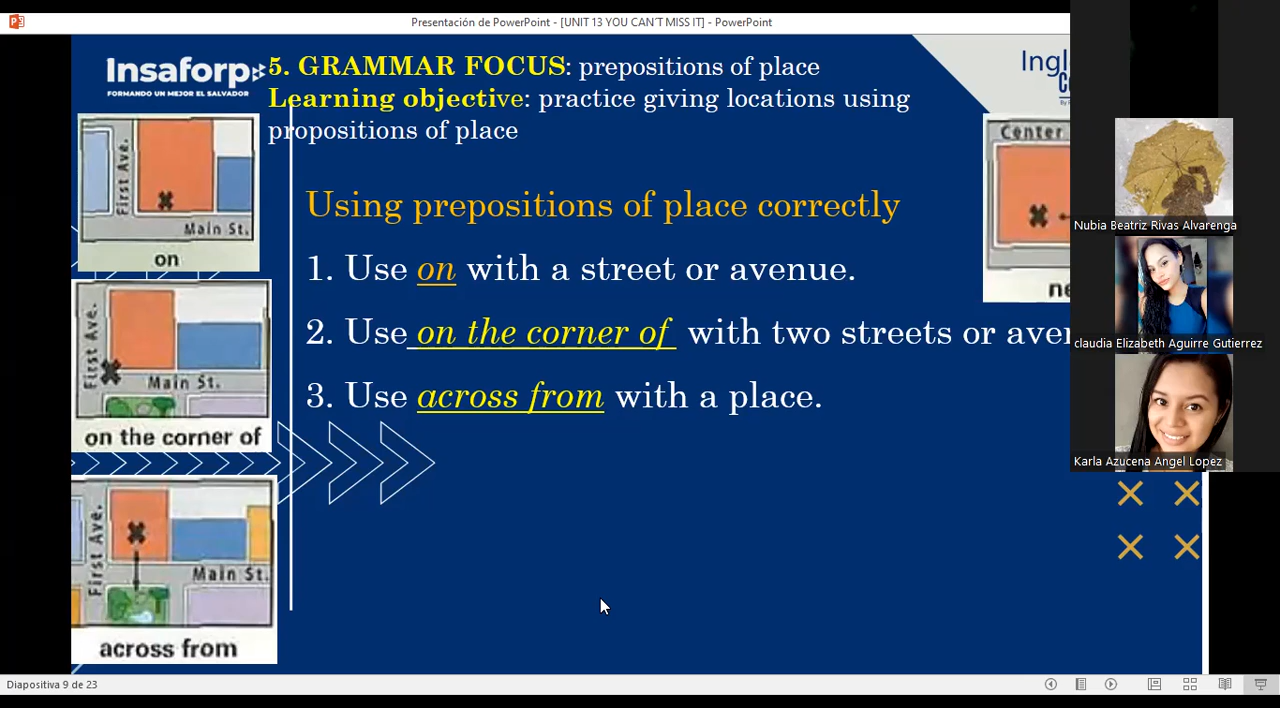 Presentación de PowerPoint - [UNIT 13 YOU CAN´T MISS IT] - PowerPoint
Insaforp
FORMANDO UN MEJOR EL SALVADOR
5. GRAMMAR FOCUS: prepositions of place
Learning objective: practice giving locations using
propositions of place
Ingl
First Ave.
Main St.
on
First Ave.
Main St.
on the corner of
First Ave.
Main St.
across from
Using prepositions of place correctly
1. Use on with a street or avenue.
2. Use on the corner of with two streets or aven
3. Use across from with a place.
Center
ne
Nubia Beatriz Rivas Alvarenga
claudia Elizabeth Aguirre Gutierrez
Karla Azucena Angel Lopez
Diapositiva 9 de 23